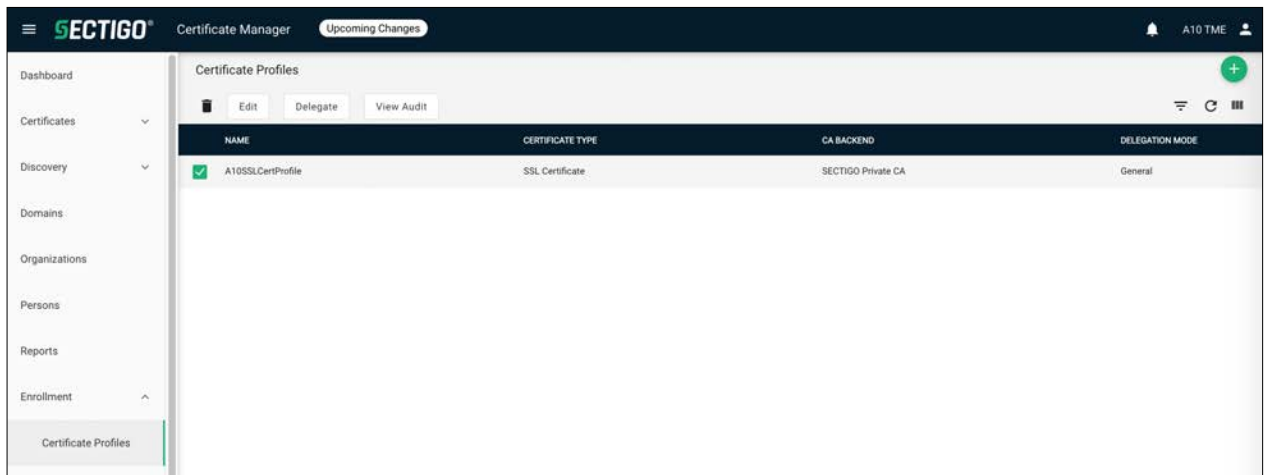 SECTIGO® Certificate Manager Upcoming Changes A10 TME
Dashboard
Certificates
Discovery
Domains
Organizations
Persons
Reports
Enrollment
Certificate Profiles
Certificate Profiles
Edit Delegate View Audit
NAME CERTIFICATE TYPE CA BACKEND DELEGATION MODE
A10SSLCertProfile SSL Certificate SECTIGO Private CA General